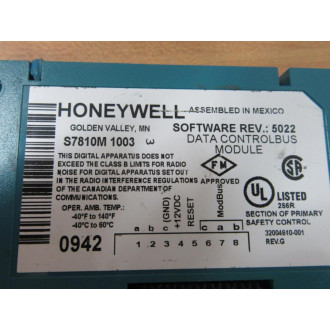 HONEYWELL
ASSEMBLED IN MEXICO
GOLDEN VALLEY, MN
SOFTWARE REV.: 5022
S7810M 1003 3
DATA CONTROLBUS
MODULE
THIS DIGITAL APPARATUS DOES NOT
EXCEED THE CLASS B LIMITS FOR RADIO
NOISE FOR DIGITAL APPARATUS SET OUT
IN THE RADIO INTERFERENCE REGULATIONS
OF THE CANADIAN DEPARTMENT OF
COMMUNICATIONS.
FM
APPROVED
SA
UL
LISTED
286R
SECTION OF PRIMARY
SAFETY CONTROL
OPER. AMB. TEMP.:
-40°F to 140°F
-40°C to 60°C
(GND)
+12VDC
RESET
ModBus
a b c c a b
1 2 3 4 5 6 7 8
0942
32004610-001
REV.G